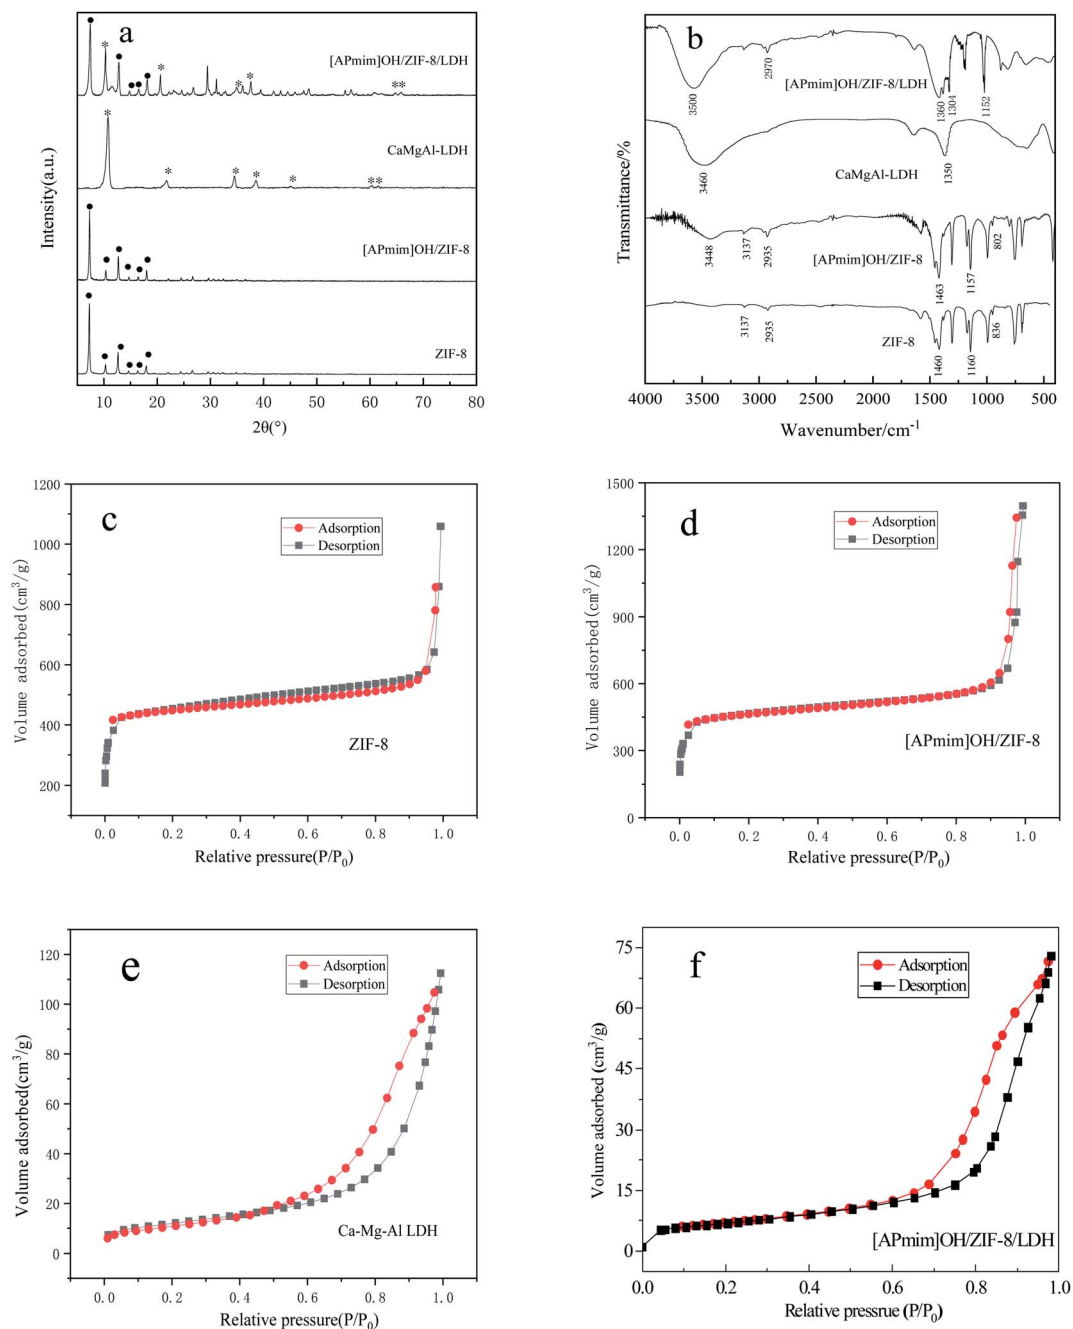 a
[APmim]OH/ZIF-8/LDH
CaMgAl-LDH
[APmim]OH/ZIF-8
ZIF-8
Intensity(a.u.)
10 20 30 40 50 60 70 80
2θ(°)
b
2970
[APmim]OH/ZIF-8/LDH
3500
1360
1304
1152
CaMgAl-LDH
3460
1350
802
3448
3137
2935
[APmim]OH/ZIF-8
1463
1157
836
3137
2935
ZIF-8
1460
1160
Transmittance/%
4000 3500 3000 2500 2000 1500 1000 500
Wavenumber/cm⁻¹
c
Adsorption
Desorption
1200
1000
800
600
400
200
ZIF-8
Volume adsorbed(cm³/g)
0.0 0.2 0.4 0.6 0.8 1.0
Relative pressure(P/P₀)
d
Adsorption
Desorption
1500
1200
900
600
300
0
[APmim]OH/ZIF-8
Volume adsorbed(cm³/g)
0.0 0.2 0.4 0.6 0.8 1.0
Relative pressure(P/P₀)
e
Adsorption
Desorption
120
100
80
60
40
20
0
Ca-Mg-Al LDH
Volume adsorbed(cm³/g)
0.0 0.2 0.4 0.6 0.8 1.0
Relative pressure(P/P₀)
f
Adsorption
Desorption
75
60
45
30
15
0
[APmim]OH/ZIF-8/LDH
Volume adsorbed (cm³/g)
0.0 0.2 0.4 0.6 0.8 1.0
Relative pressrue (P/P₀)